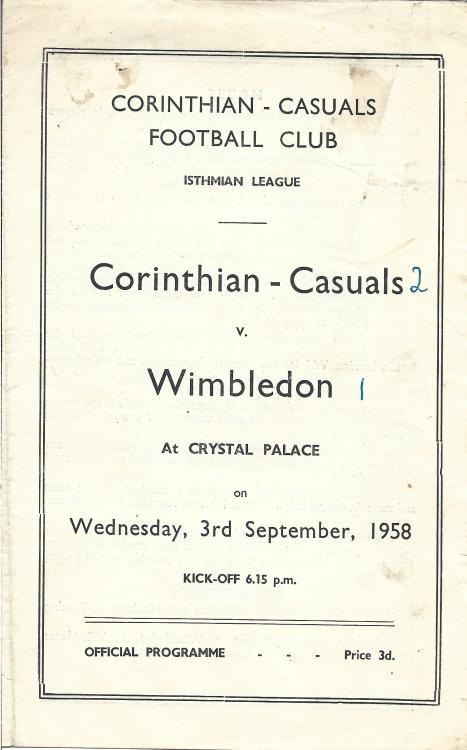 CORINTHIAN - CASUALS
FOOTBALL CLUB
ISTHMIAN LEAGUE
Corinthian - Casuals 2
v.
Wimbledon 1
At CRYSTAL PALACE
on
Wednesday, 3rd September, 1958
KICK-OFF 6.15 p.m.
OFFICIAL PROGRAMME - - - Price 3d.